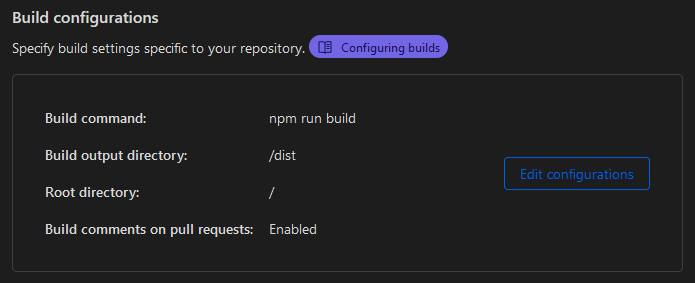 Build configurations
Specify build settings specific to your repository. Configuring builds
Build command: npm run build
Build output directory: /dist
Edit configurations
Root directory: /
Build comments on pull requests: Enabled